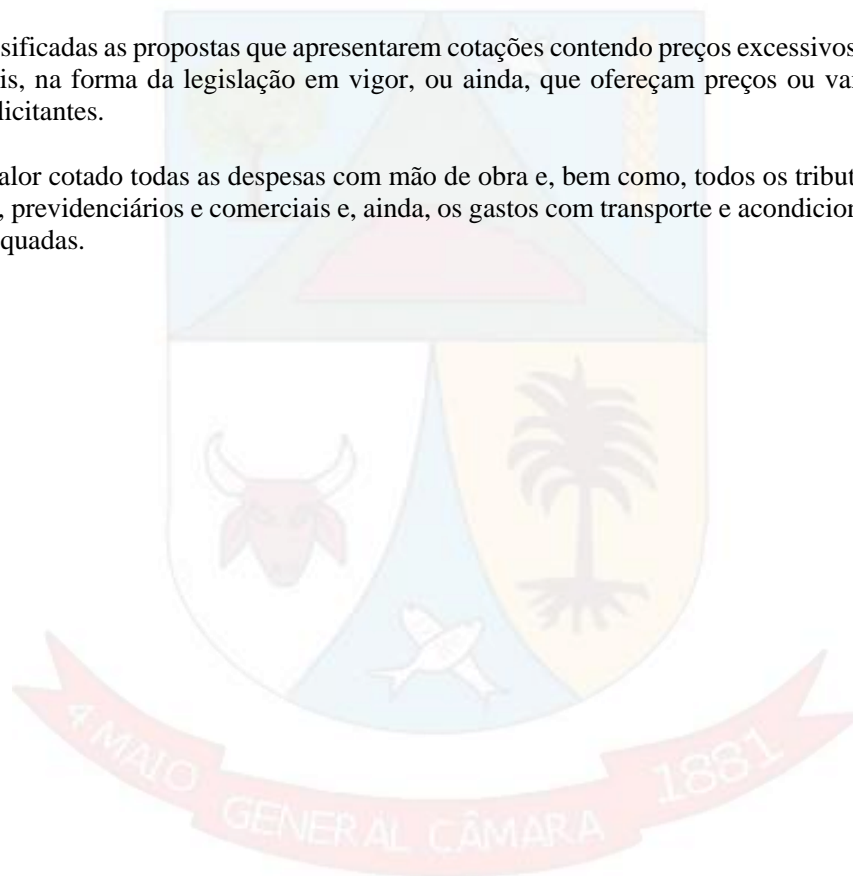 sificadas as propostas que apresentarem cotações contendo preços excessivos
is, na forma da legislação em vigor, ou ainda, que ofereçam preços ou va
licitantes.
alor cotado todas as despesas com mão de obra e, bem como, todos os tribut
, previdenciários e comerciais e, ainda, os gastos com transporte e acondicion
quadas.
4 MAIO
GENERAL CÂMARA
1881